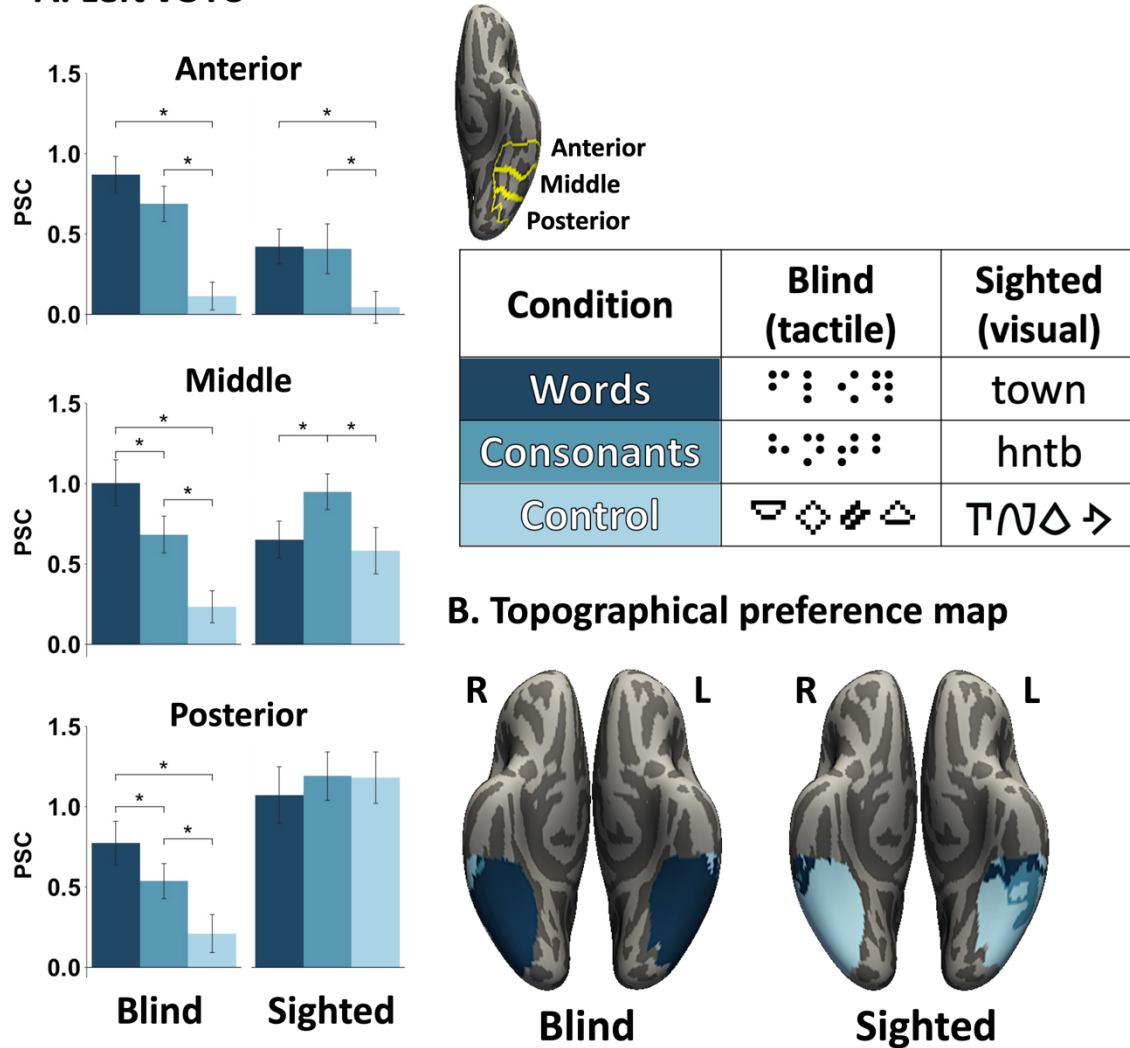 Anterior
1.5
1.0
0.5
0.0
PSC
*
*
*
*
Anterior
Middle
Posterior
Condition
Blind (tactile)
Sighted (visual)
Words
⠋⠇⠪⠻
town
Consonants
hntb
Control
Middle
1.5
1.0
0.5
0.0
PSC
*
*
*
*
*
B. Topographical preference map
Posterior
1.5
1.0
0.5
0.0
PSC
*
*
*
Blind
Sighted
R
L
R
L
Blind
Sighted